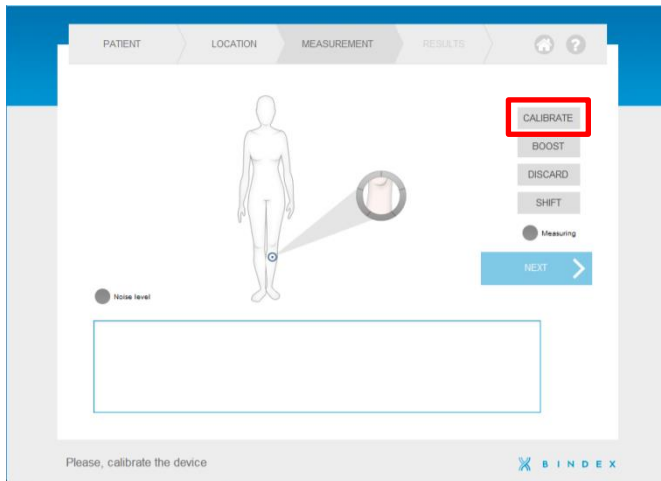 PATIENT
LOCATION
MEASUREMENT
RESULTS
?
CALIBRATE
BOOST
DISCARD
SHIFT
Measuring
NEXT
Noise level
Please, calibrate the device
BINDEX